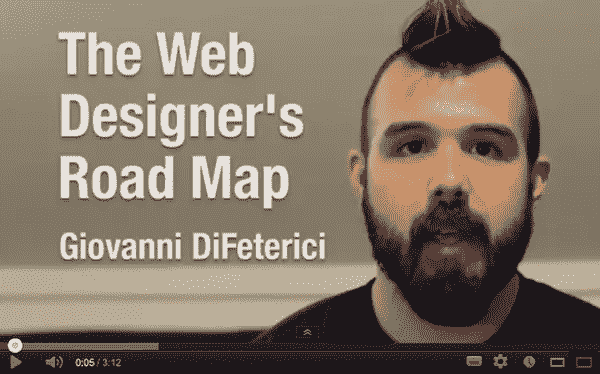 The Web
Designer's
Road Map
Giovanni DiFeterici
0:05 / 3:12